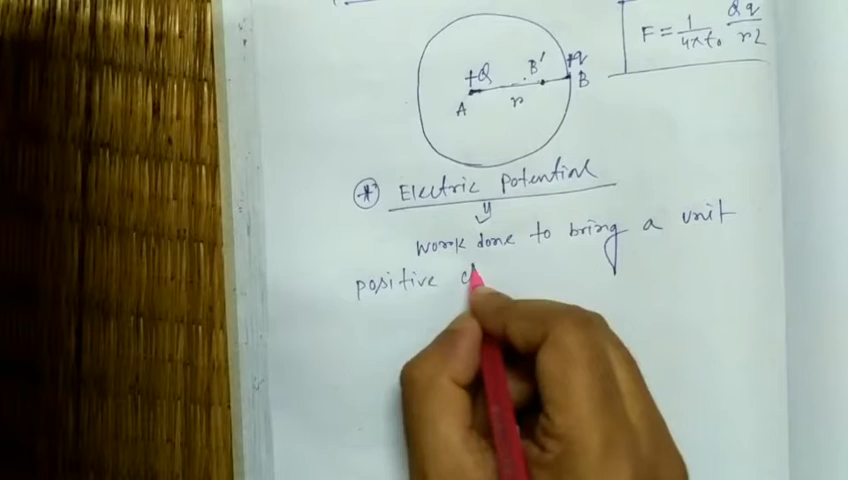 F = 1/4πε₀ Qq/r2
+Q B' +q
A r B
* Electric potential
work done to bring a unit
positive c